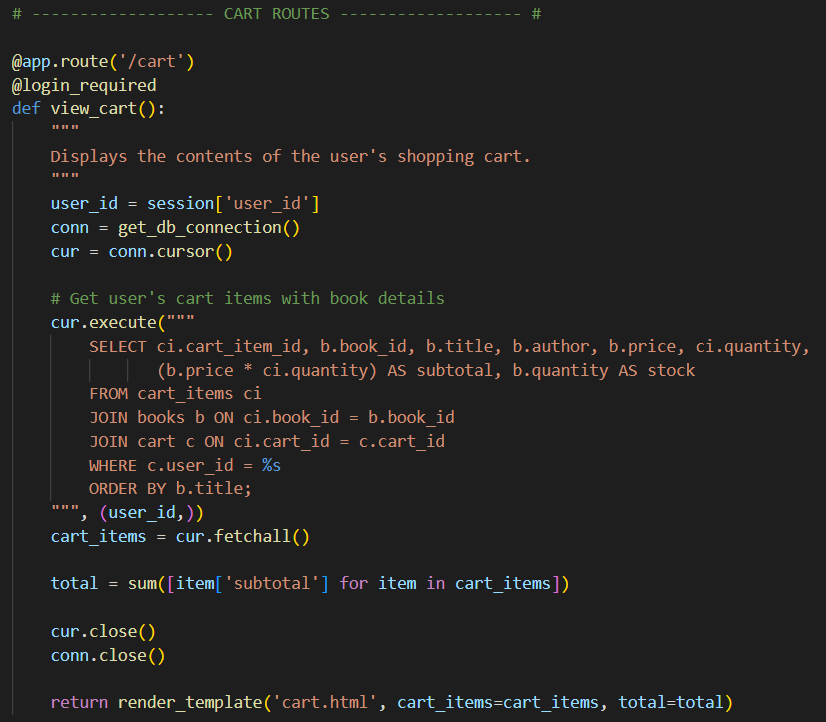 # ------------------- CART ROUTES ------------------- #
@app.route('/cart')
@login_required
def view_cart():
    """
    Displays the contents of the user's shopping cart.
    """
    user_id = session['user_id']
    conn = get_db_connection()
    cur = conn.cursor()
    # Get user's cart items with book details
    cur.execute("""
        SELECT ci.cart_item_id, b.book_id, b.title, b.author, b.price, ci.quantity,
               (b.price * ci.quantity) AS subtotal, b.quantity AS stock
        FROM cart_items ci
        JOIN books b ON ci.book_id = b.book_id
        JOIN cart c ON ci.cart_id = c.cart_id
        WHERE c.user_id = %s
        ORDER BY b.title;
    """, (user_id,))
    cart_items = cur.fetchall()
    total = sum([item['subtotal'] for item in cart_items])
    cur.close()
    conn.close()
    return render_template('cart.html', cart_items=cart_items, total=total)